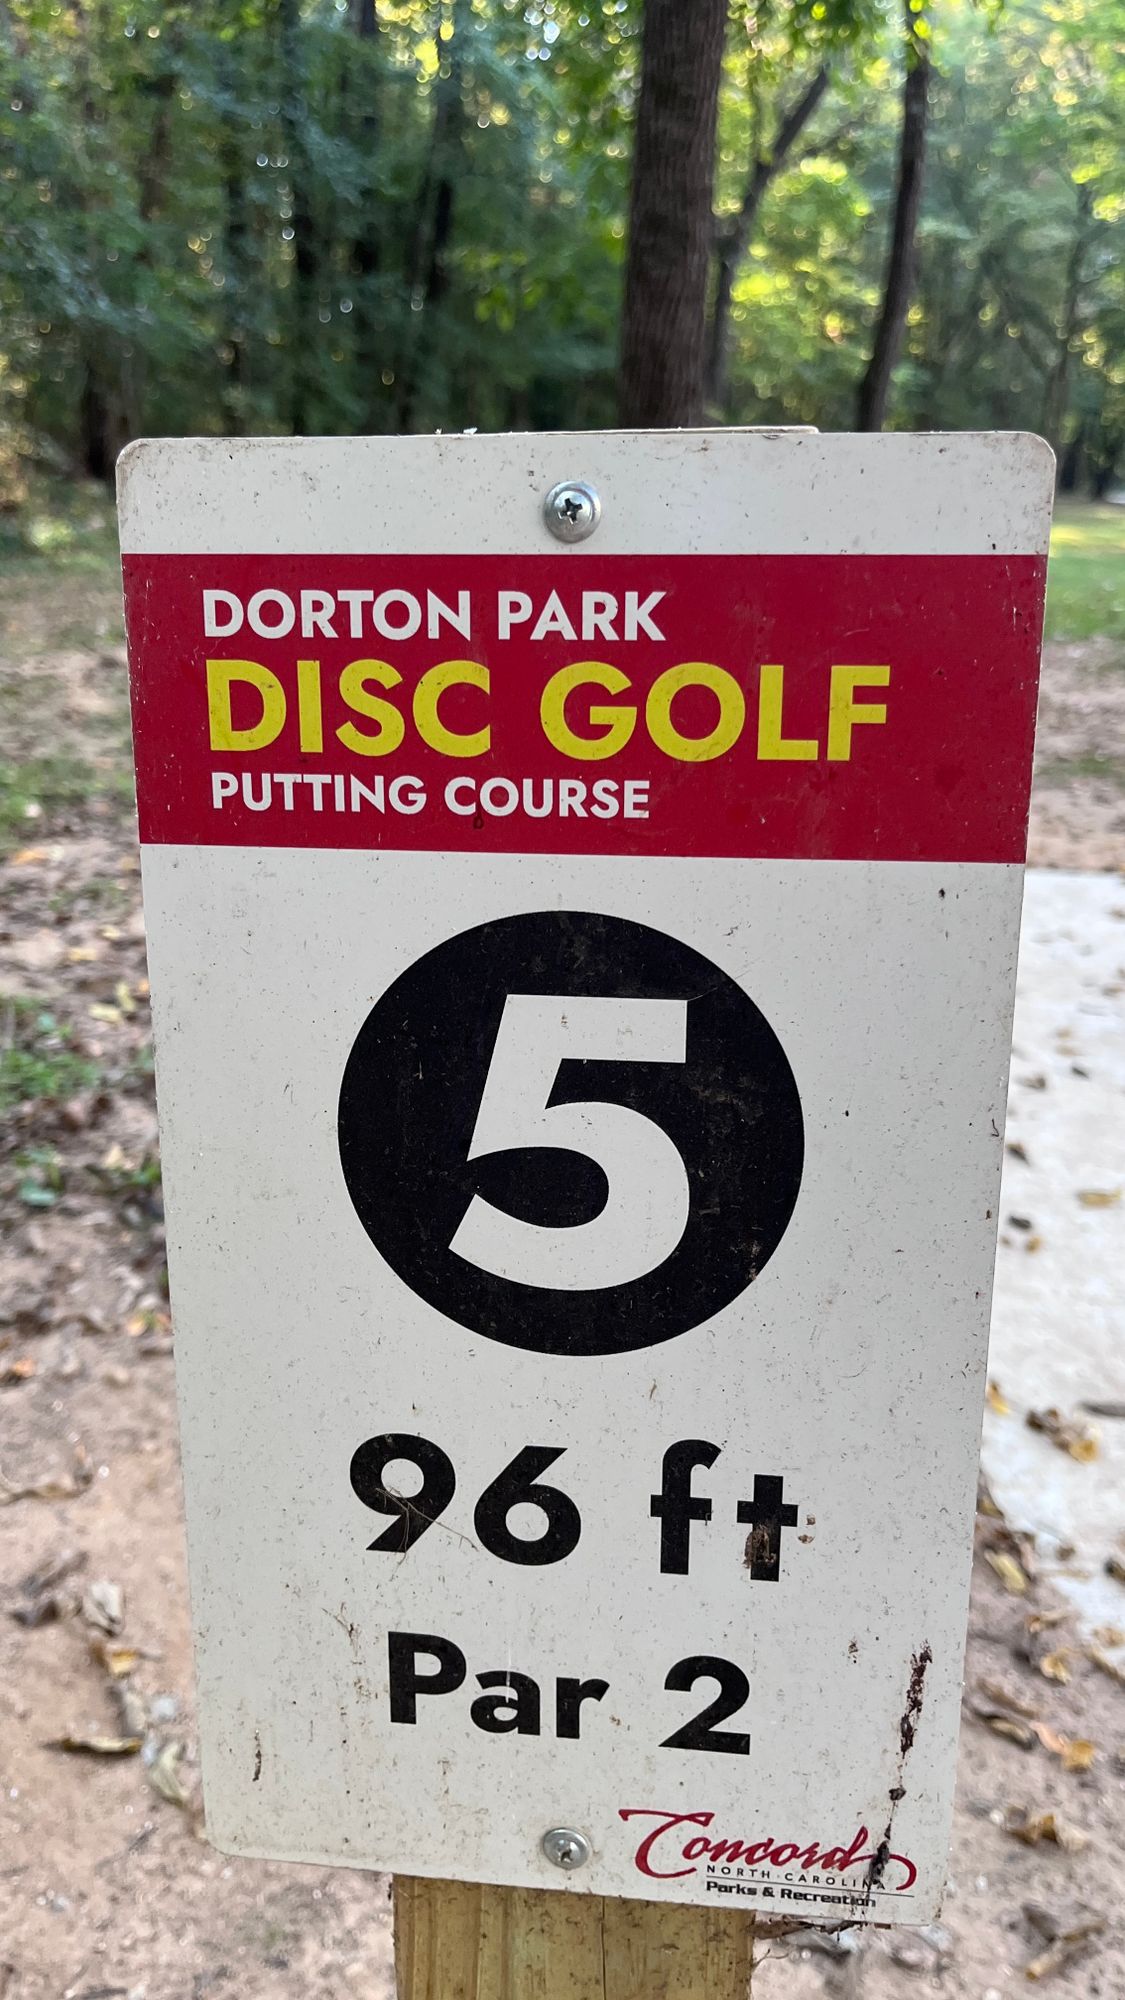 DORTON PARK
DISC GOLF
PUTTING COURSE
5
96 ft
Par 2
Concord
NORTH CAROLINA
Parks & Recreation